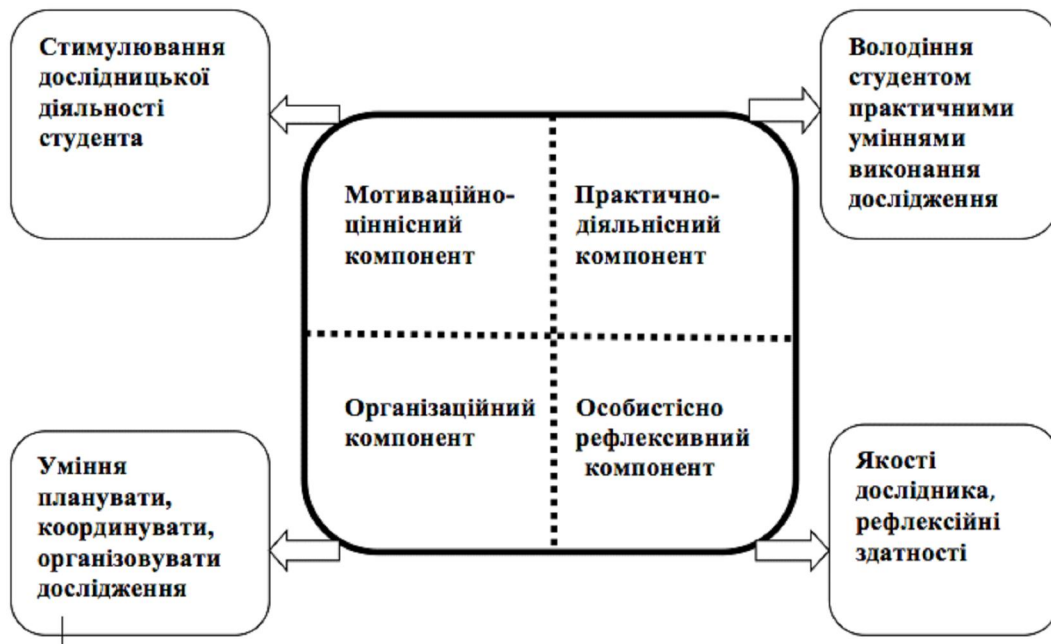 Стимулювання
дослідницької
діяльності
студента
Володіння
студентом
практичними
уміннями
виконання
дослідження
Мотиваційно-
ціннісний
компонент
Практично-
діяльнісний
компонент
Організаційний
компонент
Особистісно
рефлексивний
компонент
Уміння
планувати,
координувати,
організовувати
дослідження
Якості
дослідника,
рефлексійні
здатності